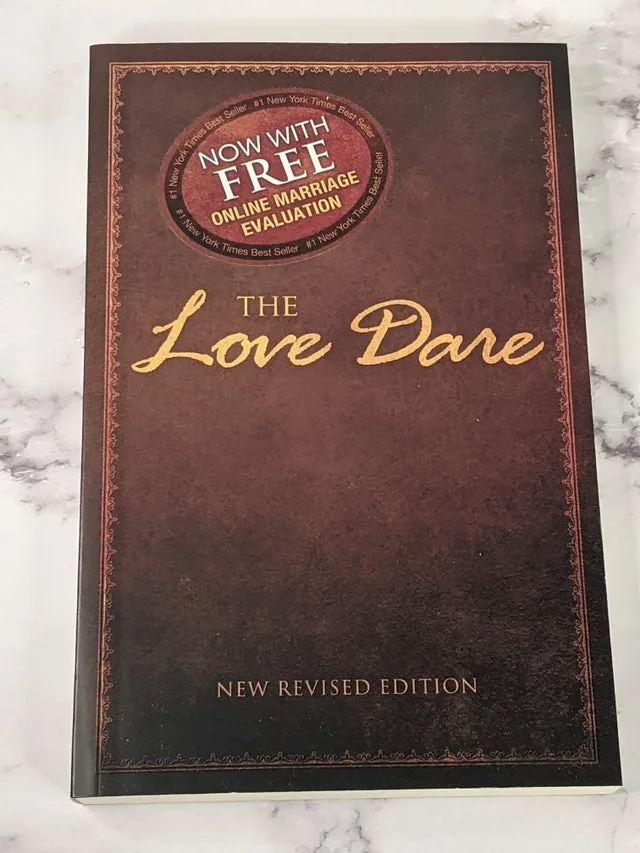 #1 New York Times Best Seller #1 New York Times Best Seller
NOW WITH
FREE
ONLINE MARRIAGE
EVALUATION
#1 New York Times Best Seller #1 New York Times Best Seller
THE
Love Dare
NEW REVISED EDITION